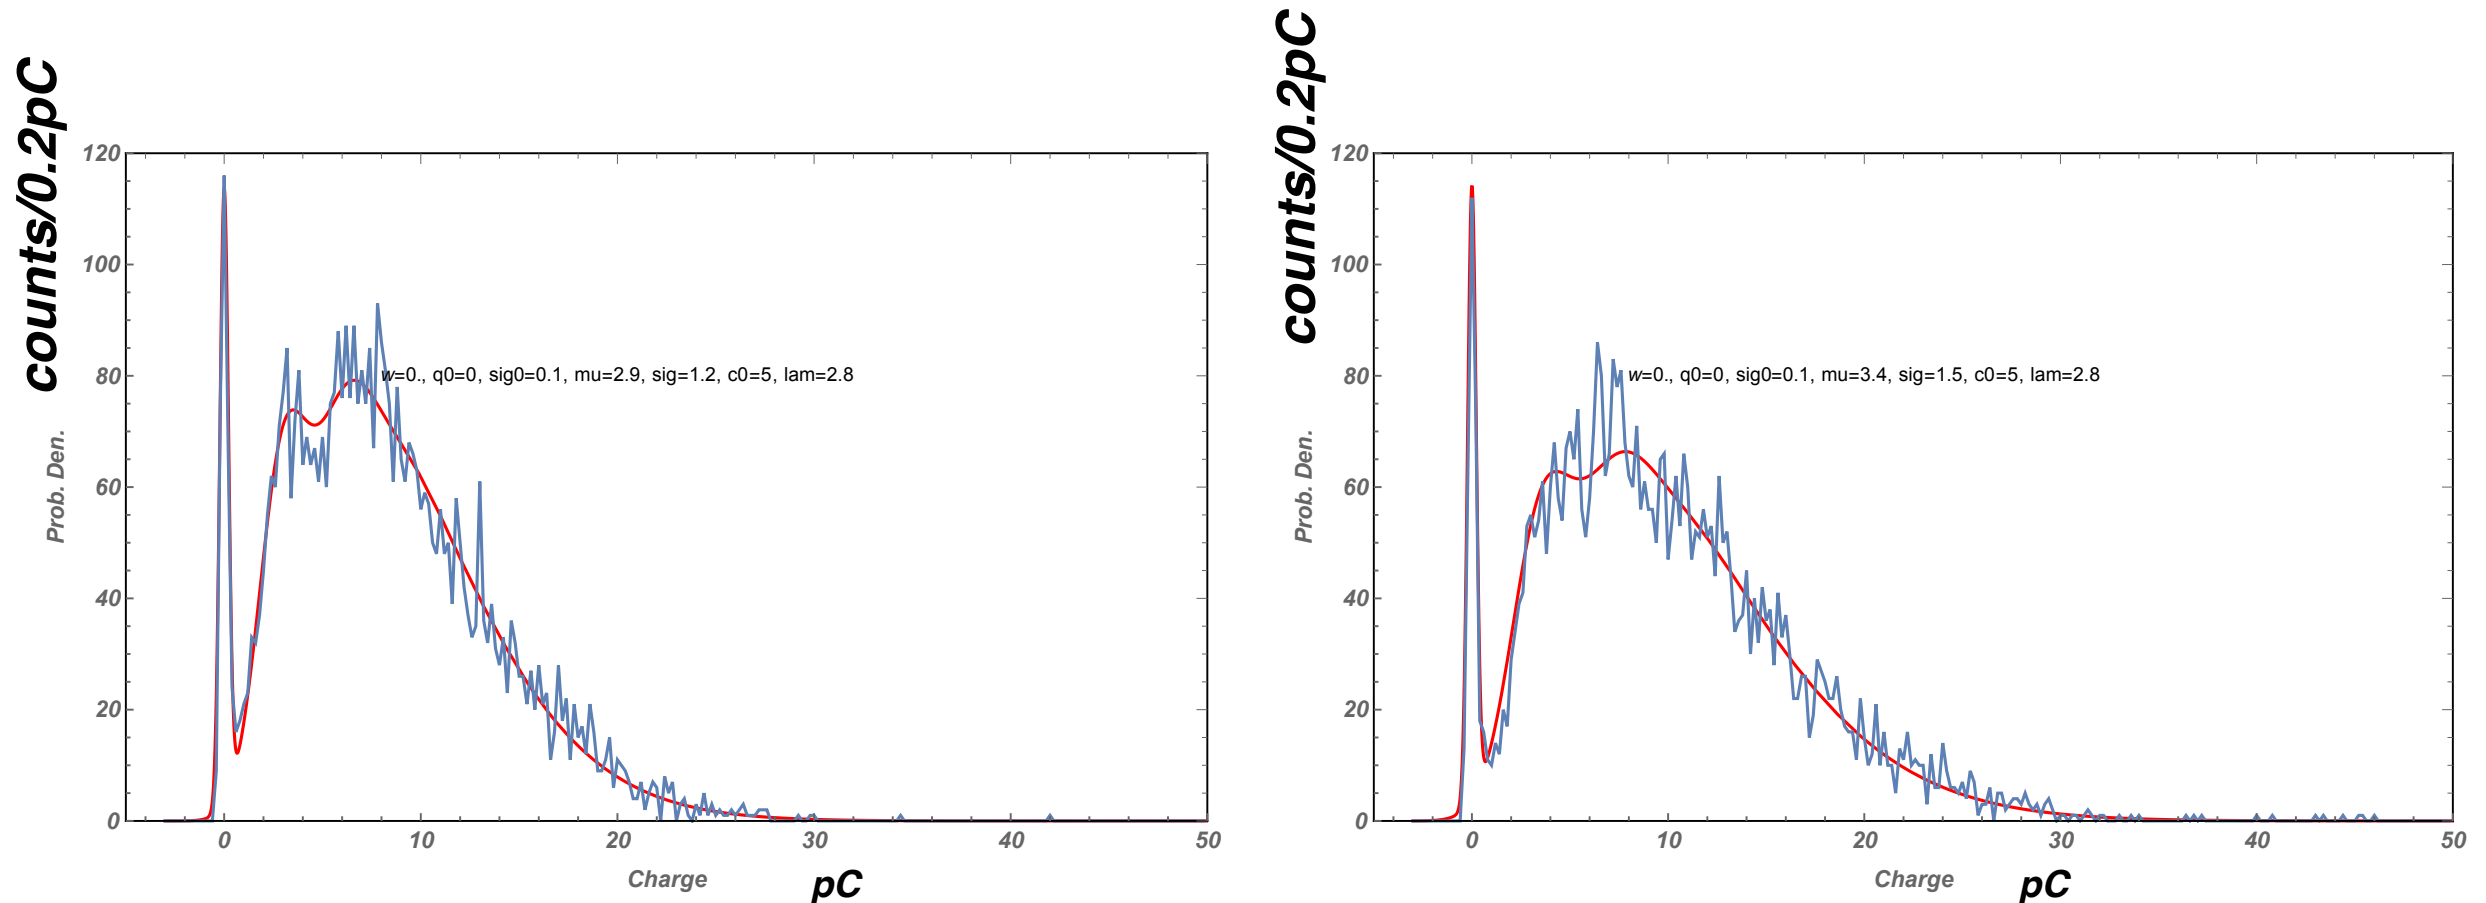 counts/0.2pC
Prob. Den.
120
100
80
60
40
20
0
w=0., q0=0, sig0=0.1, mu=2.9, sig=1.2, c0=5, lam=2.8
0 10 20 30 40 50
Charge pC
counts/0.2pC
Prob. Den.
120
100
80
60
40
20
0
w=0., q0=0, sig0=0.1, mu=3.4, sig=1.5, c0=5, lam=2.8
0 10 20 30 40 50
Charge pC